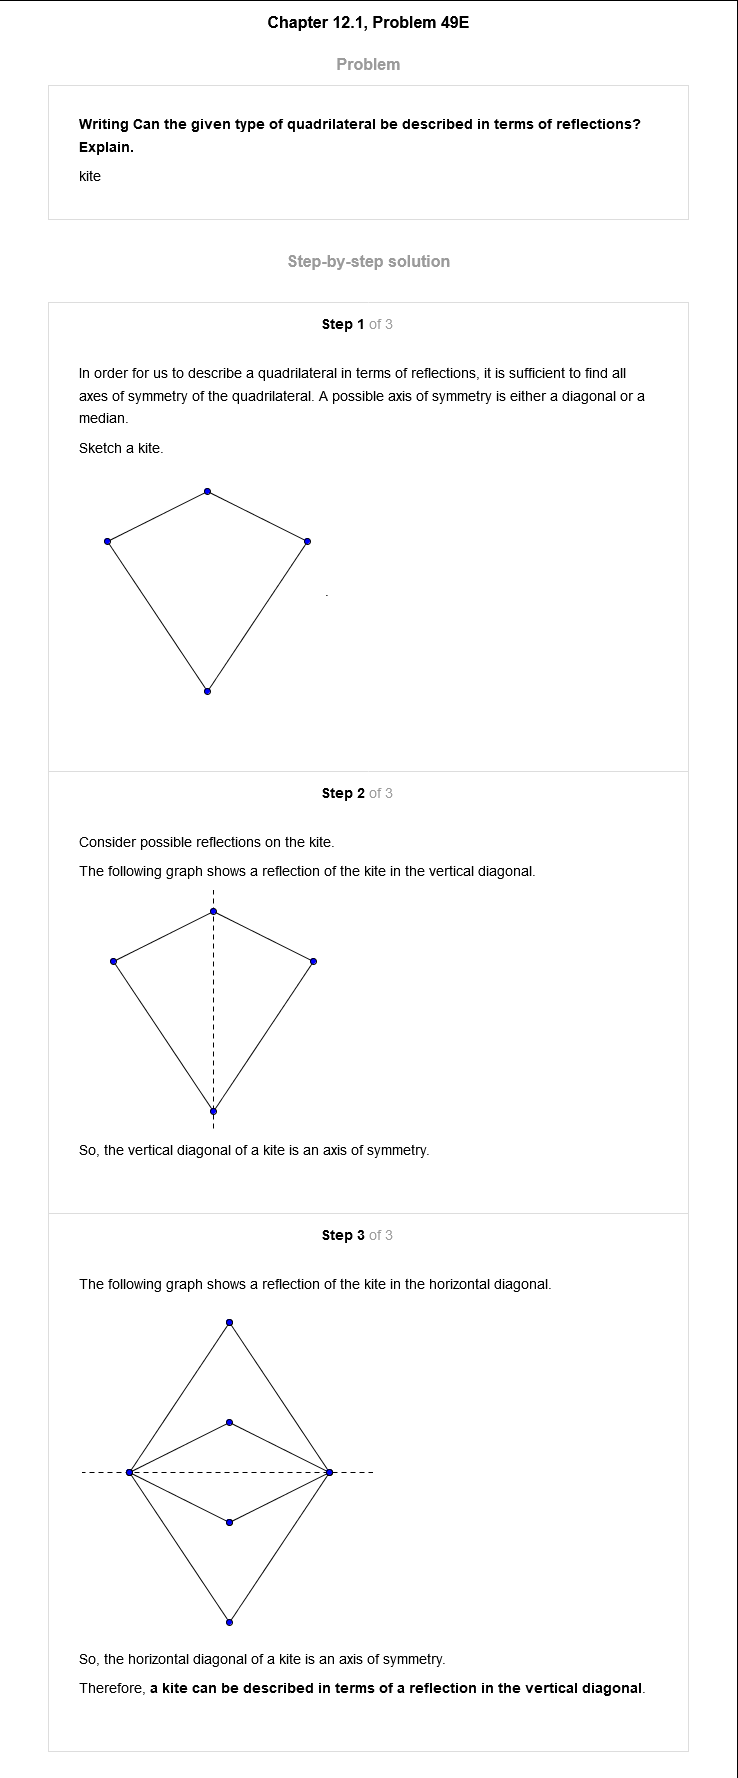 Chapter 12.1, Problem 49E
Problem
Writing Can the given type of quadrilateral be described in terms of reflections?
Explain.
kite
Step-by-step solution
Step 1 of 3
In order for us to describe a quadrilateral in terms of reflections, it is sufficient to find all
axes of symmetry of the quadrilateral. A possible axis of symmetry is either a diagonal or a
median.
Sketch a kite.
.
Step 2 of 3
Consider possible reflections on the kite.
The following graph shows a reflection of the kite in the vertical diagonal.
So, the vertical diagonal of a kite is an axis of symmetry.
Step 3 of 3
The following graph shows a reflection of the kite in the horizontal diagonal.
So, the horizontal diagonal of a kite is an axis of symmetry.
Therefore, a kite can be described in terms of a reflection in the vertical diagonal.